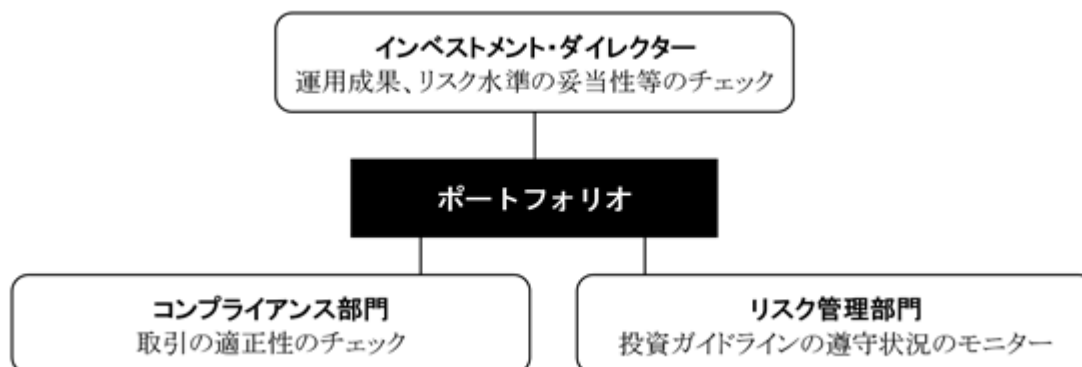 インベストメント・ダイレクター
運用成果、リスク水準の妥当性等のチェック
ポートフォリオ
コンプライアンス部門
取引の適正性のチェック
リスク管理部門
投資ガイドラインの遵守状況のモニター